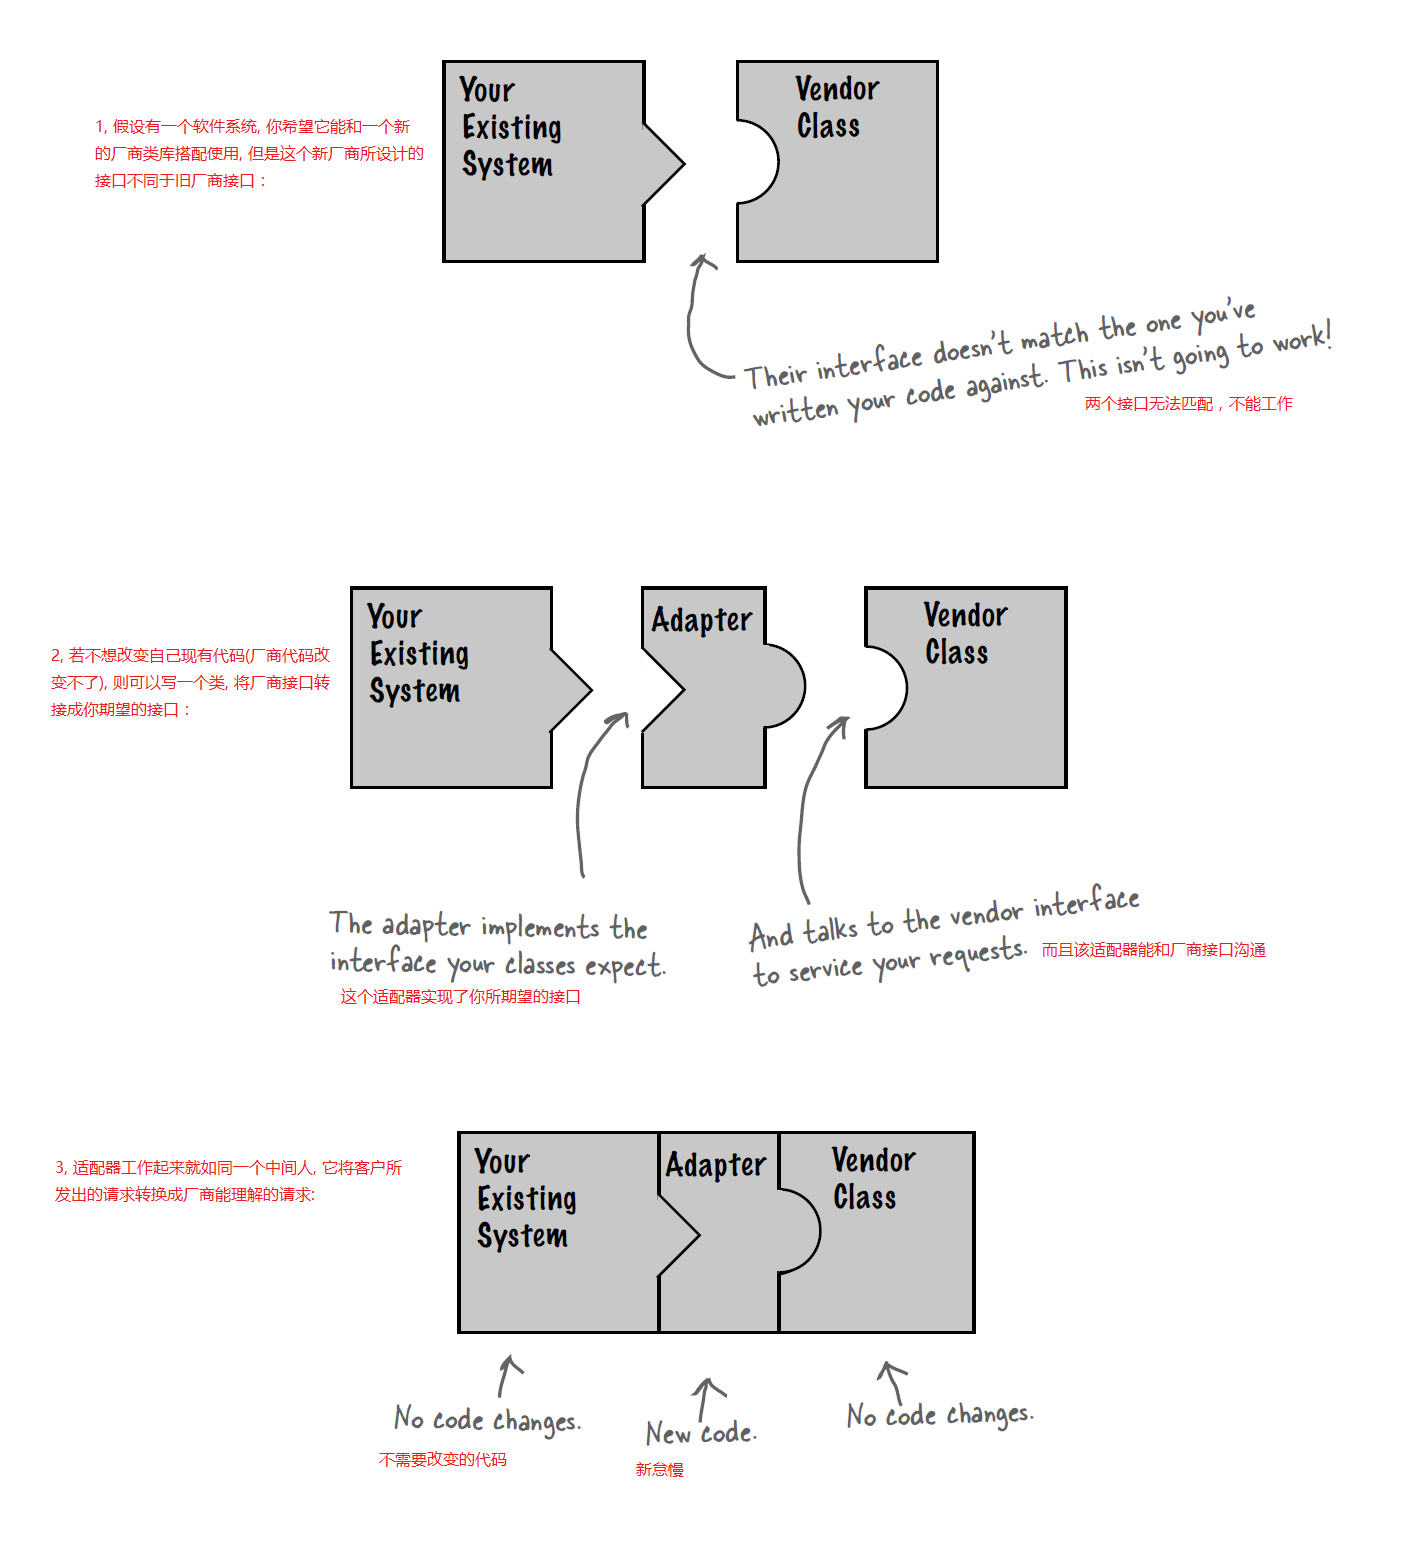 Your
Existing
System
Vendor
Class
1, 假设有一个软件系统, 你希望它能和一个新
的厂商类库搭配使用, 但是这个新厂商所设计的
接口不同于旧厂商接口：
Their interface doesn't match the one you've
written your code against. This isn't going to work!
两个接口无法匹配，不能工作
Your
Existing
System
Adapter
Vendor
Class
2, 若不想改变自己现有代码(厂商代码改
变不了), 则可以写一个类, 将厂商接口转
接成你期望的接口：
The adapter implements the
interface your classes expect.
这个适配器实现了你所期望的接口
And talks to the vendor interface
to service your requests.
而且该适配器能和厂商接口沟通
3, 适配器工作起来就如同一个中间人, 它将客户所
发出的请求转换成厂商能理解的请求:
Your
Existing
System
Adapter
Vendor
Class
No code changes.
不需要改变的代码
New code.
新怠慢
No code changes.